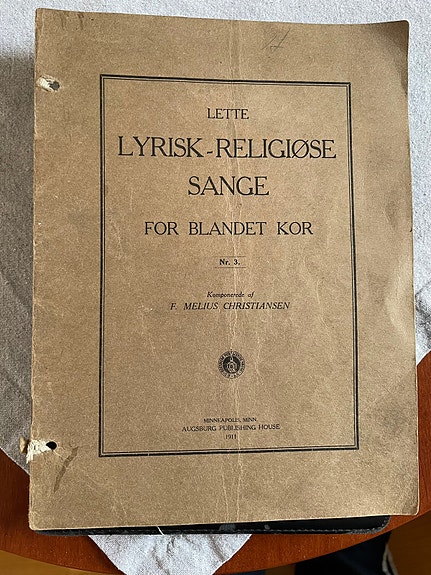 LETTE
LYRISK-RELIGIØSE
SANGE
FOR BLANDET KOR
Nr. 3.
Komponerede af
F. MELIUS CHRISTIANSEN
MINNEAPOLIS, MINN.
AUGSBURG PUBLISHING HOUSE
1911